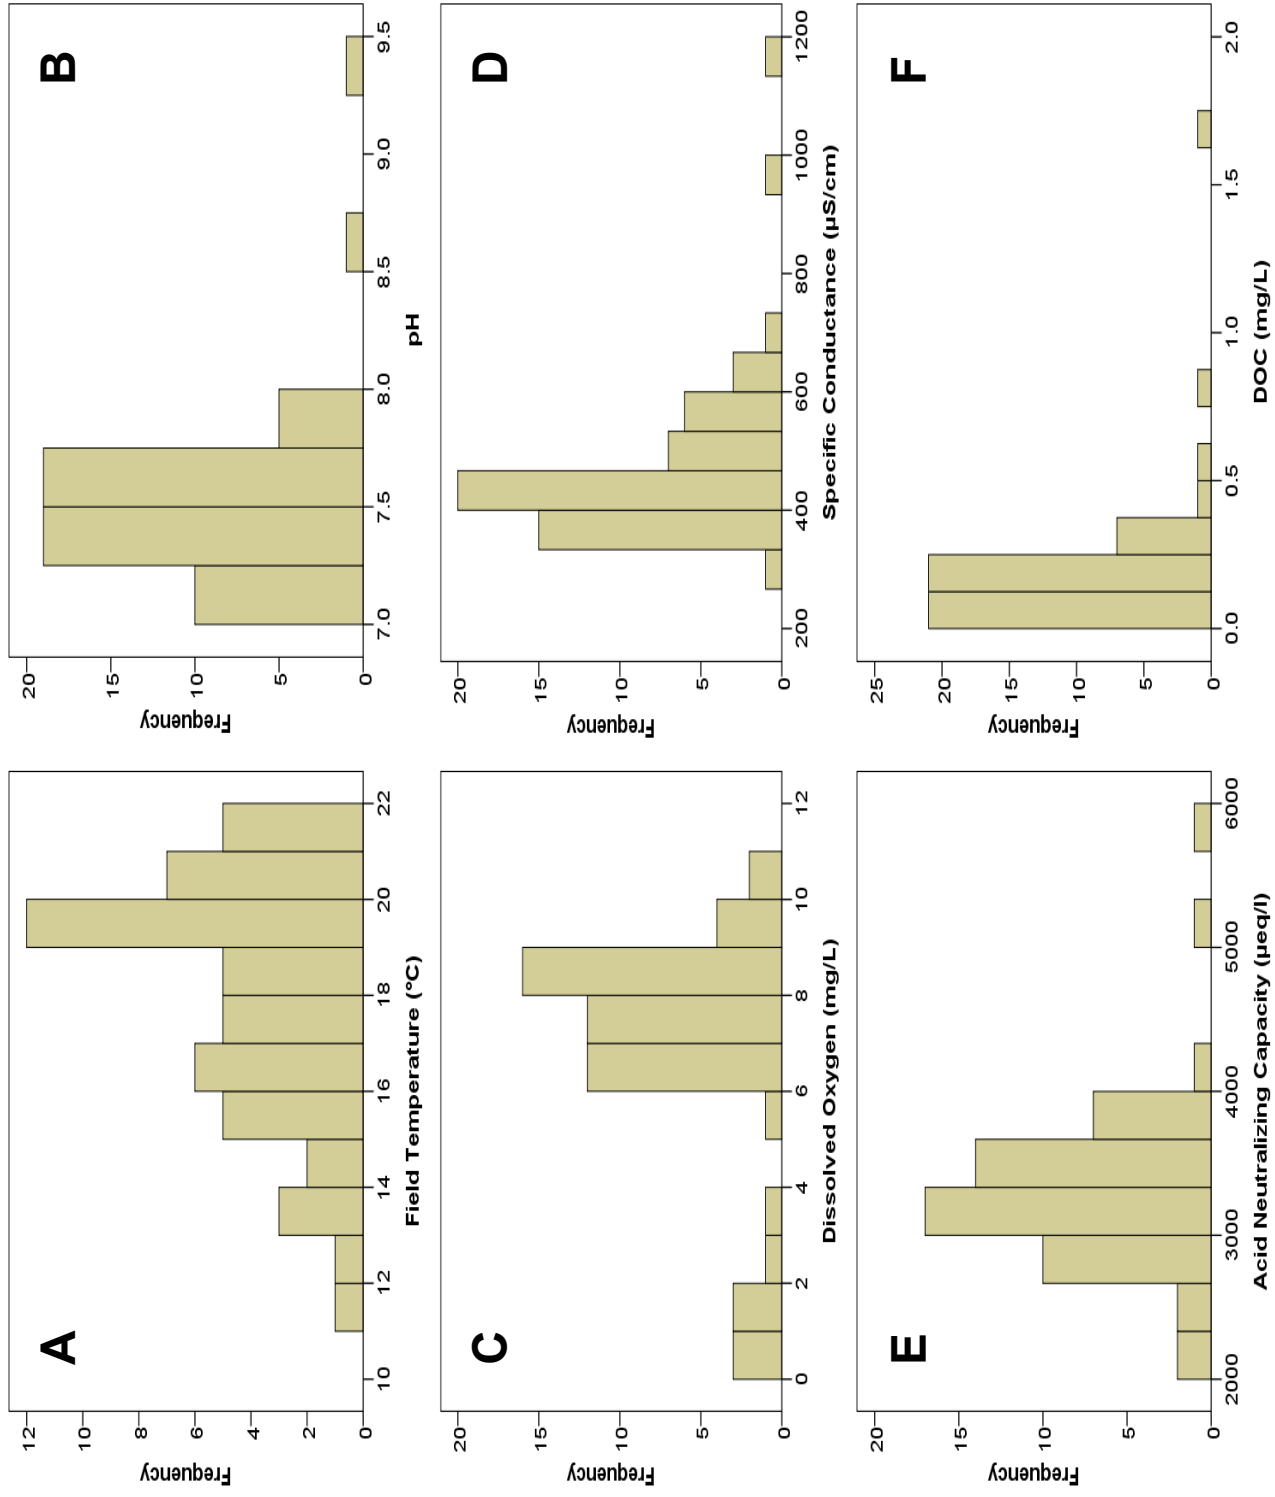 A
Frequency
12
10
8
6
4
2
0
10 12 14 16 18 20 22
Field Temperature (°C)
B
Frequency
20
15
10
5
0
7.0 7.5 8.0 8.5 9.0 9.5
pH
C
Frequency
20
15
10
5
0
0 2 4 6 8 10 12
Dissolved Oxygen (mg/L)
D
Frequency
20
15
10
5
0
200 400 600 800 1000 1200
Specific Conductance (µS/cm)
E
Frequency
20
15
10
5
0
2000 3000 4000 5000 6000
Acid Neutralizing Capacity (µeq/l)
F
Frequency
25
20
15
10
5
0
0.0 0.5 1.0 1.5 2.0
DOC (mg/L)